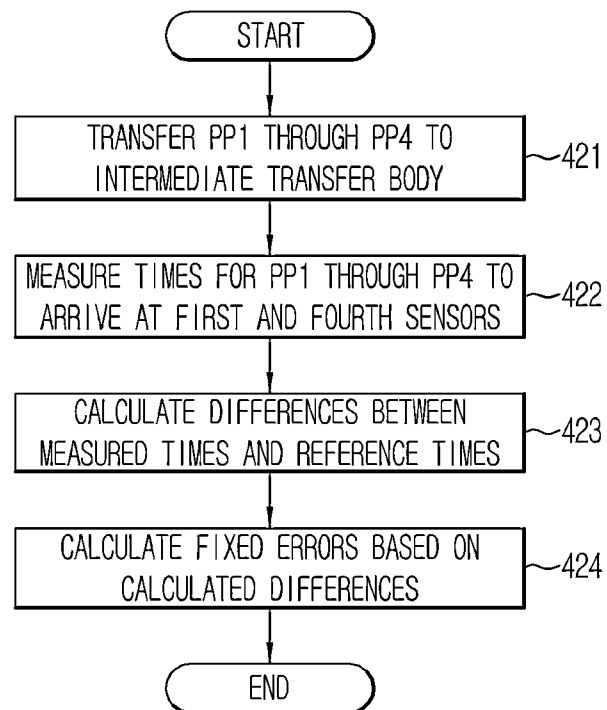 START
TRANSFER PP1 THROUGH PP4 TO
INTERMEDIATE TRANSFER BODY
421
MEASURE TIMES FOR PP1 THROUGH PP4 TO
ARRIVE AT FIRST AND FOURTH SENSORS
422
CALCULATE DIFFERENCES BETWEEN
MEASURED TIMES AND REFERENCE TIMES
423
CALCULATE FIXED ERRORS BASED ON
CALCULATED DIFFERENCES
424
END